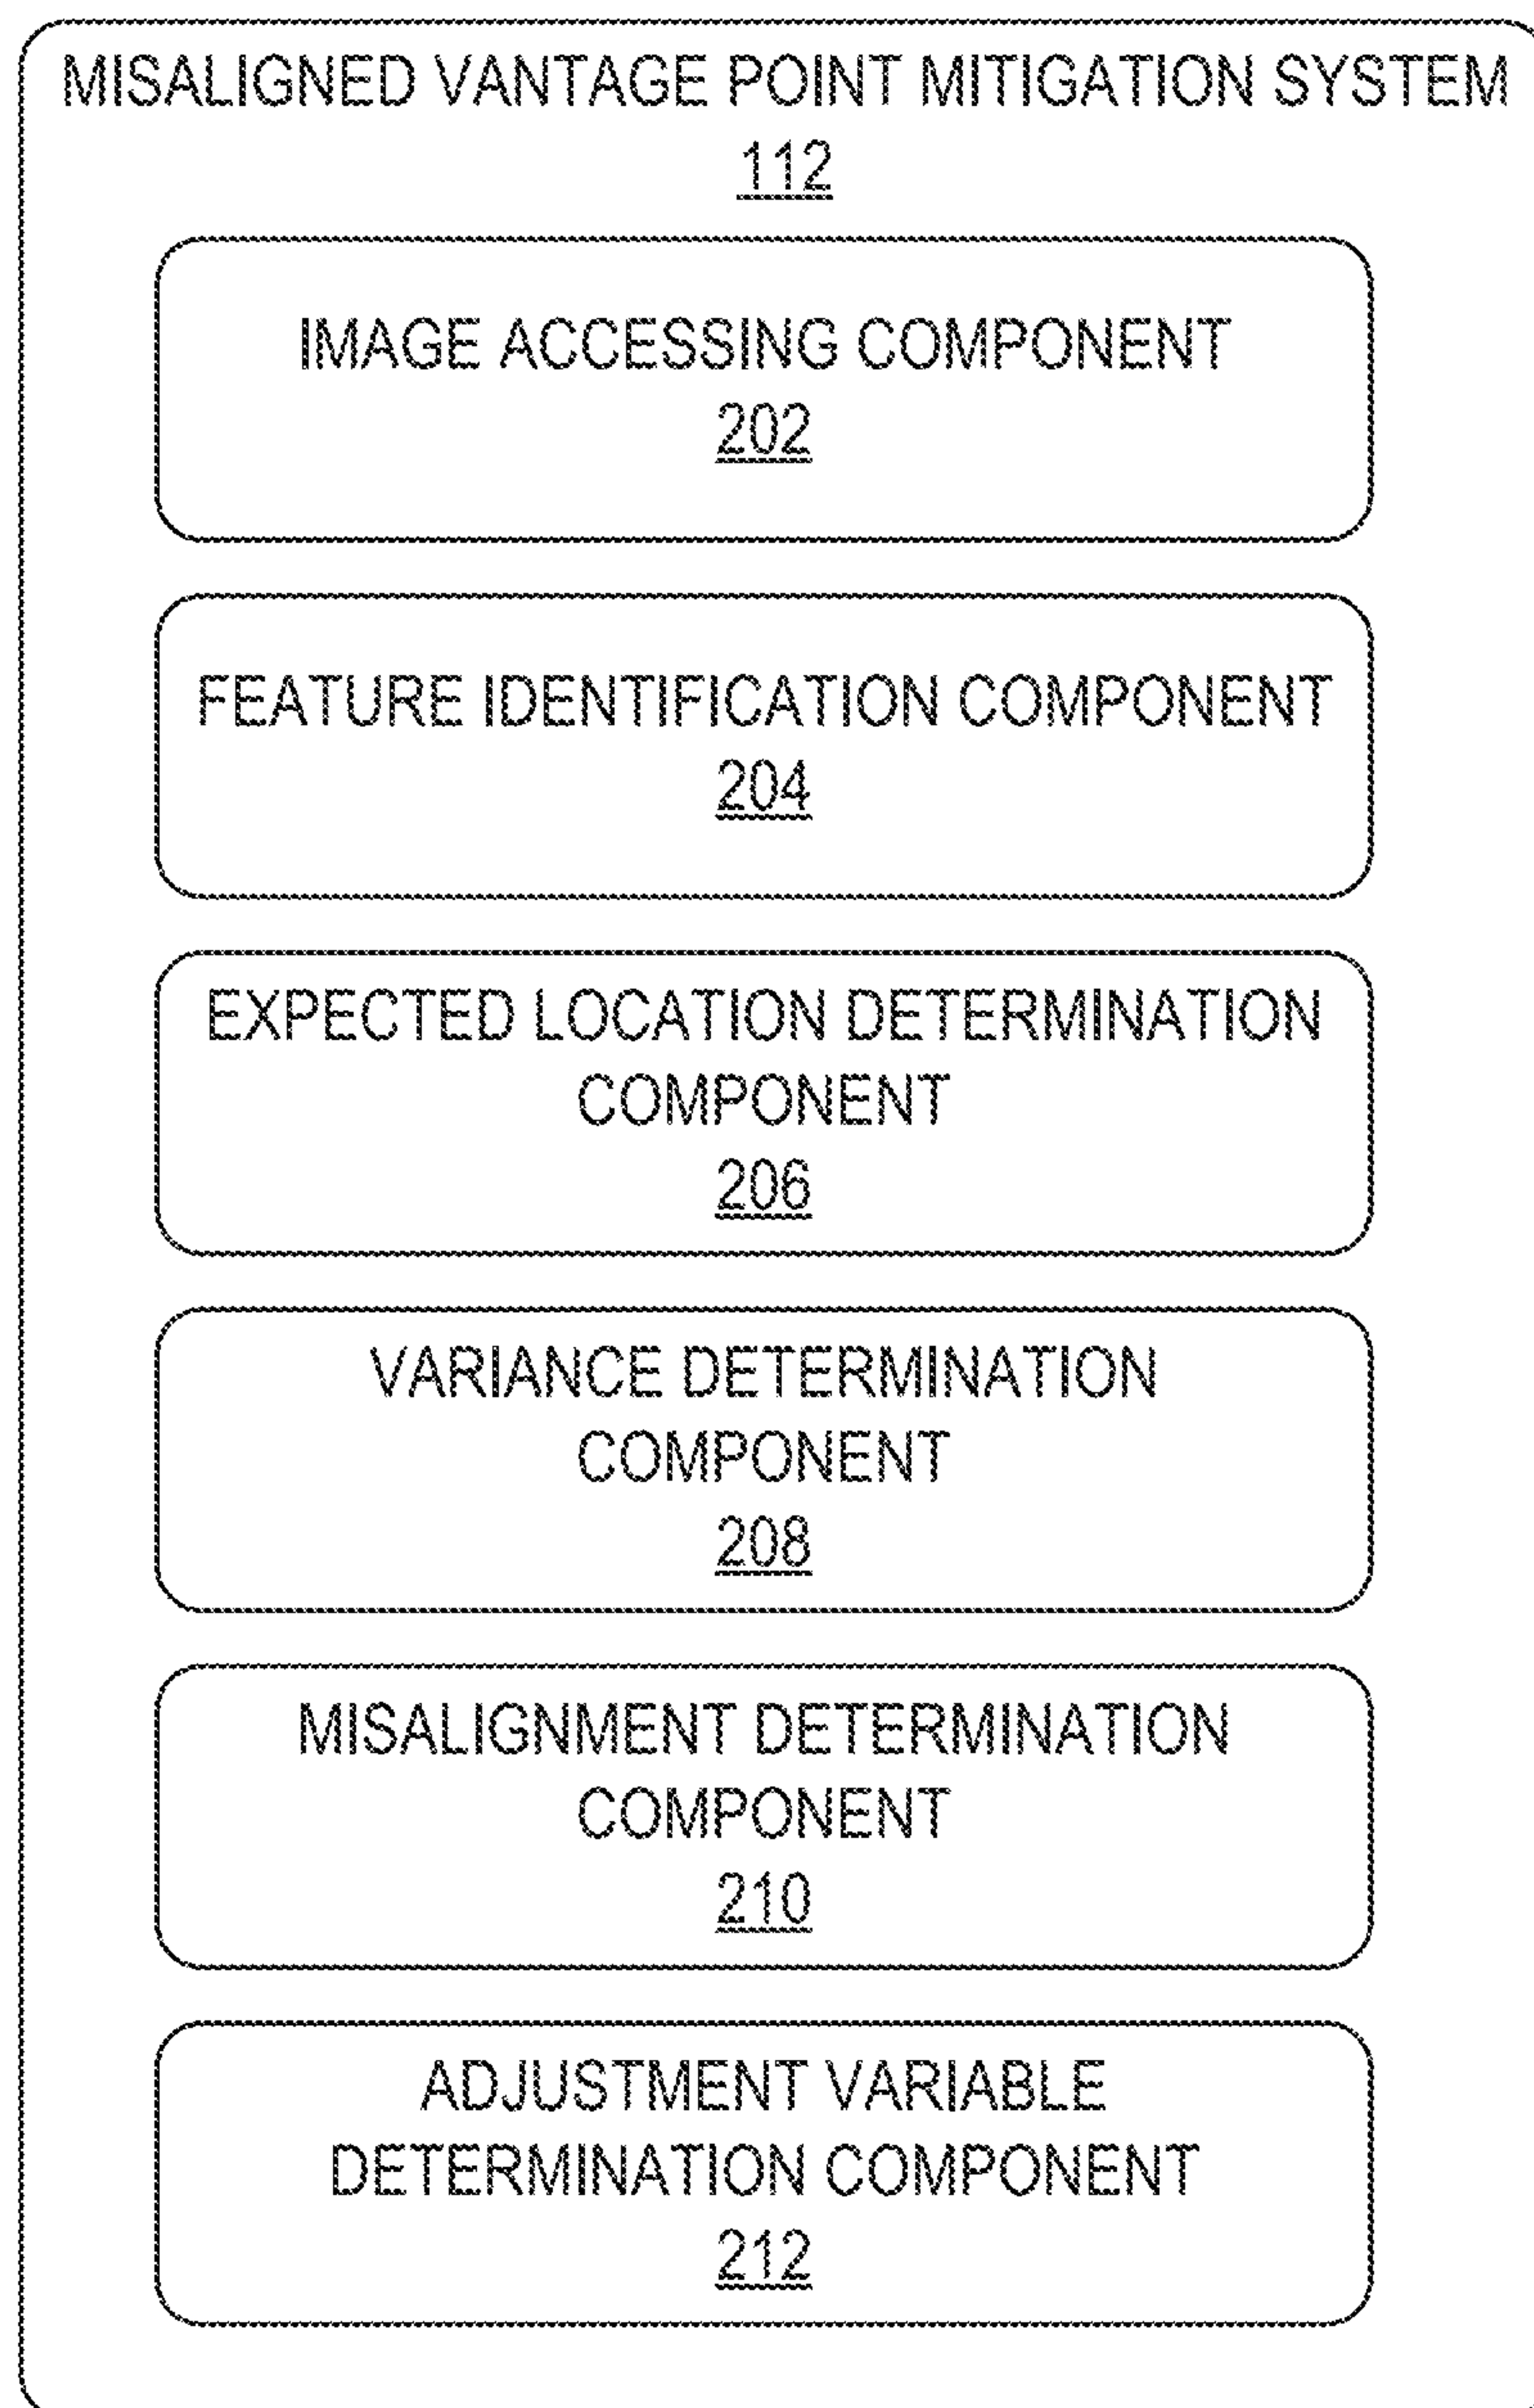 MISALIGNED VANTAGE POINT MITIGATION SYSTEM
112
IMAGE ACCESSING COMPONENT
202
FEATURE IDENTIFICATION COMPONENT
204
EXPECTED LOCATION DETERMINATION
COMPONENT
206
VARIANCE DETERMINATION
COMPONENT
208
MISALIGNMENT DETERMINATION
COMPONENT
210
ADJUSTMENT VARIABLE
DETERMINATION COMPONENT
212